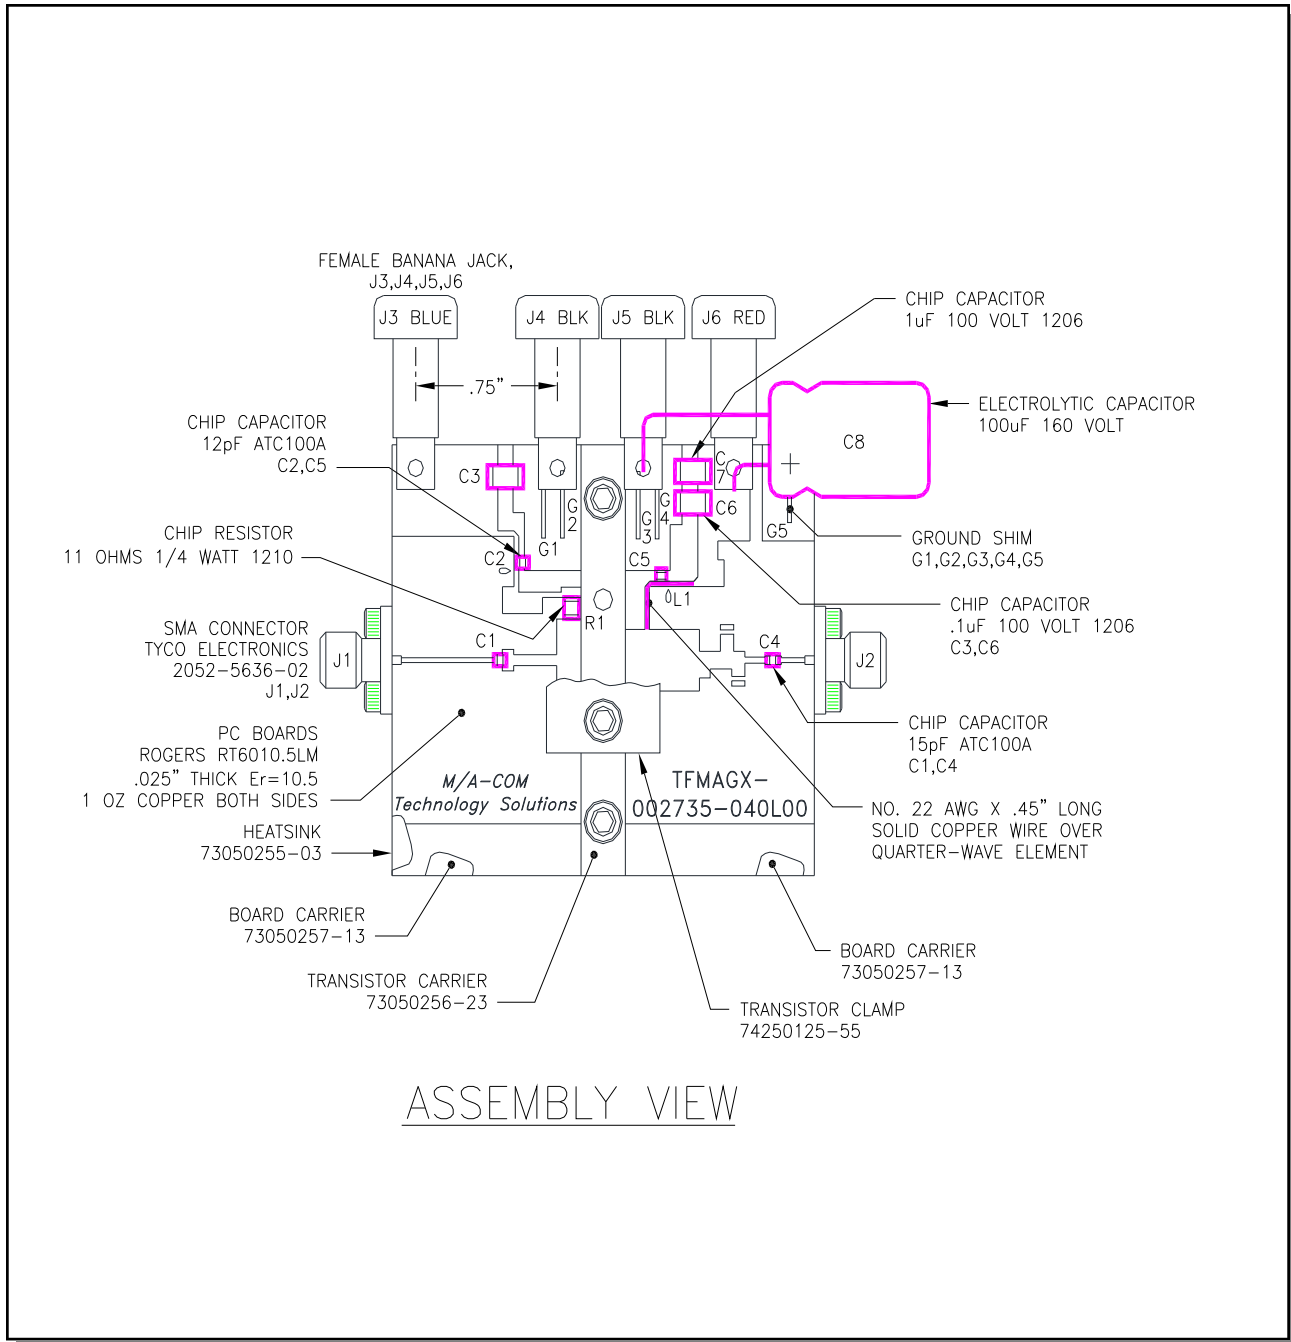 FEMALE BANANA JACK,
J3,J4,J5,J6
J3 BLUE
J4 BLK
J5 BLK
J6 RED
CHIP CAPACITOR
1uF 100 VOLT 1206
.75”
ELECTROLYTIC CAPACITOR
100uF 160 VOLT
CHIP CAPACITOR
12pF ATC100A
C2,C5
C8
C3
C
7
G
2
G
4
G
3
C6
G5
CHIP RESISTOR
11 OHMS 1/4 WATT 1210
C2
G1
C5
GROUND SHIM
G1,G2,G3,G4,G5
L1
R1
CHIP CAPACITOR
.1uF 100 VOLT 1206
C3,C6
SMA CONNECTOR
TYCO ELECTRONICS
2052-5636-02
J1,J2
J1
C1
C4
J2
CHIP CAPACITOR
15pF ATC100A
C1,C4
PC BOARDS
ROGERS RT6010.5LM
.025” THICK Er=10.5
1 OZ COPPER BOTH SIDES
M/A-COM
Technology Solutions
TFMAGX-
002735-040L00
NO. 22 AWG X .45” LONG
SOLID COPPER WIRE OVER
QUARTER-WAVE ELEMENT
HEATSINK
73050255-03
BOARD CARRIER
73050257-13
BOARD CARRIER
73050257-13
TRANSISTOR CARRIER
73050256-23
TRANSISTOR CLAMP
74250125-55
ASSEMBLY VIEW